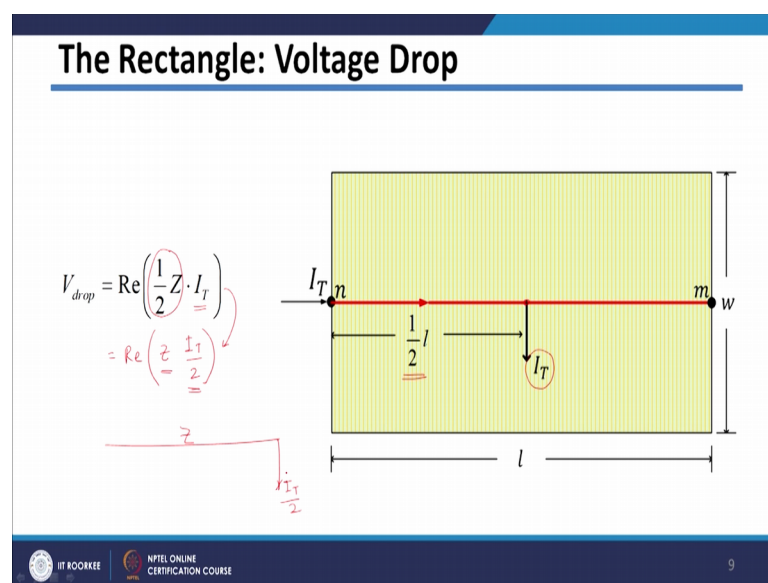 The Rectangle: Voltage Drop
V_drop = Re(1/2 Z · I_T)
= Re(Z I_T/2)
Z
I_T/2
I_T n
m
w
1/2 l
I_T
l
IIT ROORKEE
NPTEL ONLINE
CERTIFICATION COURSE
9